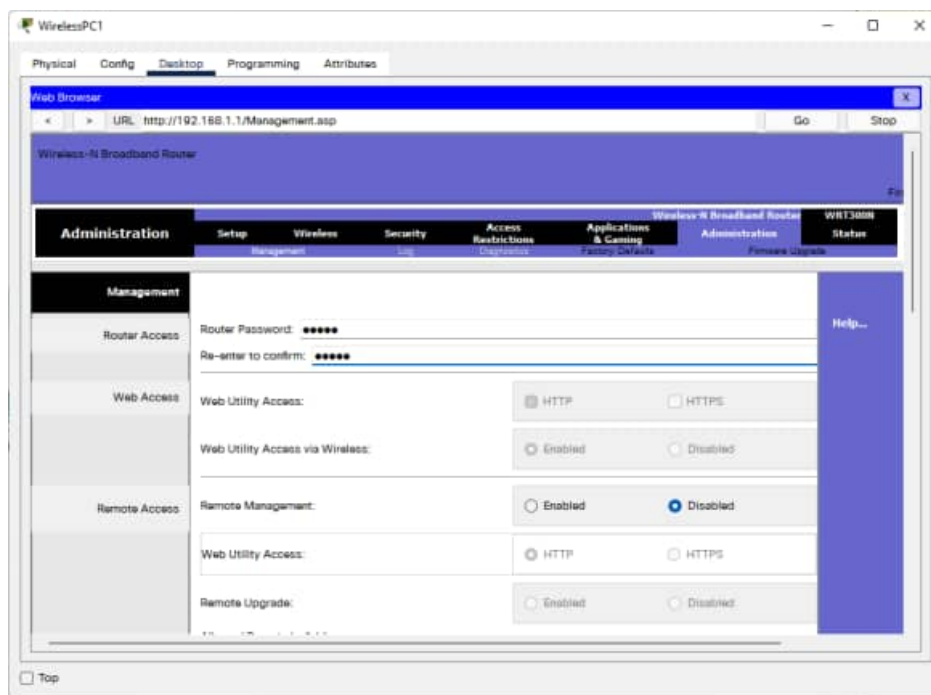 WirelessPC1
Physical Config Desktop Programming Attributes
Web Browser X
< > URL http://192.168.1.1/Management.asp Go Stop
Wireless-N Broadband Router
Fir
Wireless-N Broadband Router WRT300N
Administration Setup Wireless Security Access Restrictions Applications & Gaming Administration Status
Management Log Diagnostics Factory Defaults Firmware Upgrade
Management
Help...
Router Access Router Password: •••••
Re-enter to confirm: •••••
Web Access Web Utility Access: HTTP HTTPS
Web Utility Access via Wireless: Enabled Disabled
Remote Access Remote Management: Enabled Disabled
Web Utility Access: HTTP HTTPS
Remote Upgrade: Enabled Disabled
Top